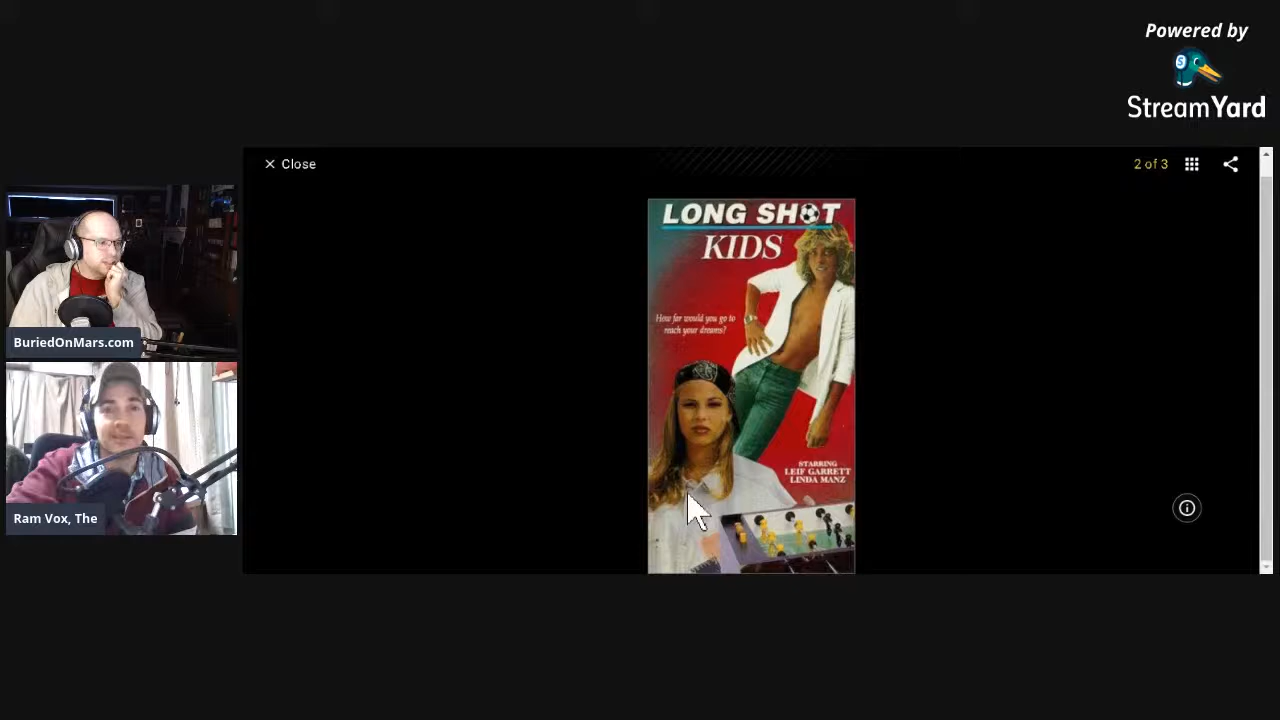 Powered by
StreamYard
Close
2 of 3
LONG SHOT
KIDS
How far would you go to
reach your dreams?
STARRING
LEIF GARRETT
LINDA MANZ
BuriedOnMars.com
Ram Vox, The